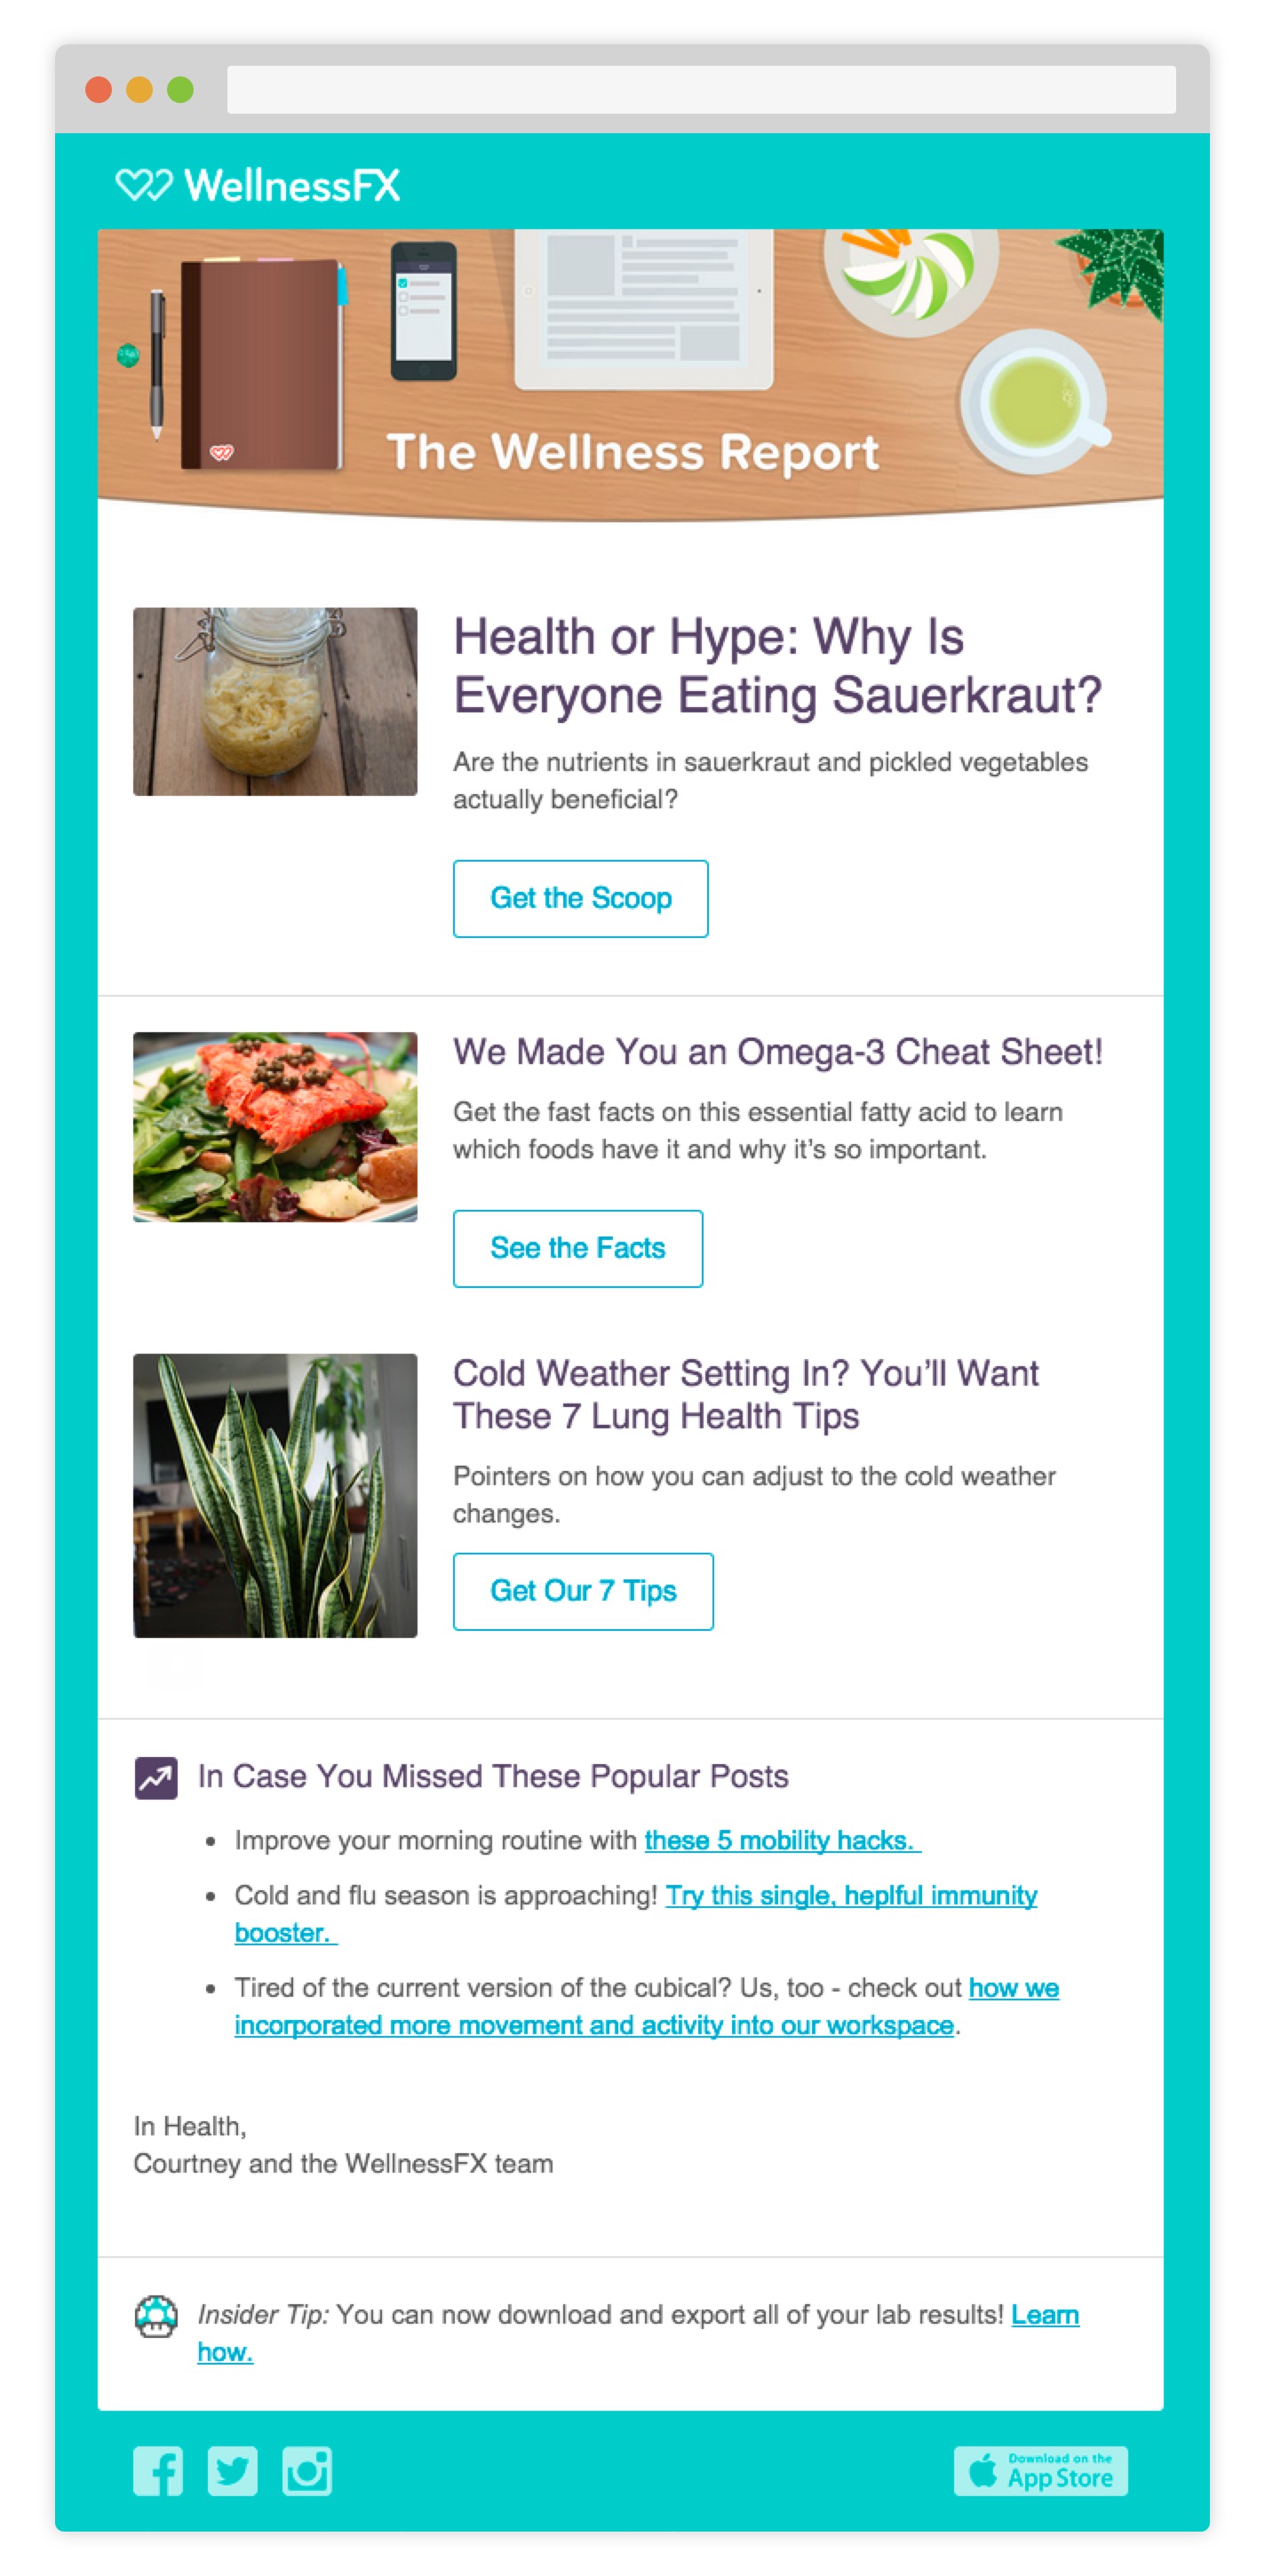 WellnessFX
The Wellness Report
Health or Hype: Why Is
Everyone Eating Sauerkraut?
Are the nutrients in sauerkraut and pickled vegetables
actually beneficial?
Get the Scoop
We Made You an Omega-3 Cheat Sheet!
Get the fast facts on this essential fatty acid to learn
which foods have it and why it's so important.
See the Facts
Cold Weather Setting In? You'll Want
These 7 Lung Health Tips
Pointers on how you can adjust to the cold weather
changes.
Get Our 7 Tips
In Case You Missed These Popular Posts
• Improve your morning routine with these 5 mobility hacks.
• Cold and flu season is approaching! Try this single, heplful immunity
booster.
• Tired of the current version of the cubical? Us, too - check out how we
incorporated more movement and activity into our workspace.
In Health,
Courtney and the WellnessFX team
Insider Tip: You can now download and export all of your lab results! Learn
how.
Download on the
App Store